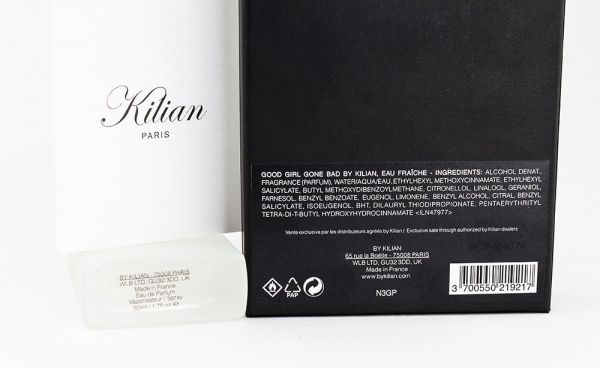 Kilian
PARIS
BY KILIAN - 75008 PARIS
WLB LTD, GU32 3DD, UK
Made in France
Eau de Parfum
Vaporisateur / Spray
50ml / 1.7
GOOD GIRL GONE BAD BY KILIAN, EAU FRAÎCHE - INGREDIENTS: ALCOHOL DENAT.,
FRAGRANCE (PARFUM), WATER/AQUA/EAU, ETHYLHEXYL METHOXYCINNAMATE, ETHYLHEXYL
SALICYLATE, BUTYL METHOXYDIBENZOYLMETHANE, CITRONELLOL, LINALOOL, GERANIOL,
FARNESOL, BENZYL BENZOATE, EUGENOL, LIMONENE, BENZYL ALCOHOL, CITRAL, BENZYL
SALICYLATE, ISOEUGENOL, BHT, DILAURYL THIODIPROPIONATE, PENTAERYTHRITYL
TETRA-DI-T-BUTYL HYDROXYHYDROCINNAMATE <ILN47977>
Vente exclusive par les distributeurs agréés by Kilian / Exclusive sale through authorized by Kilian dealers
BY KILIAN
65 rue la Boétie - 75008 PARIS
WLB LTD, GU32 3DD, UK
Made in France
www.bykilian.com
PAP
N3GP
3 700550 219217